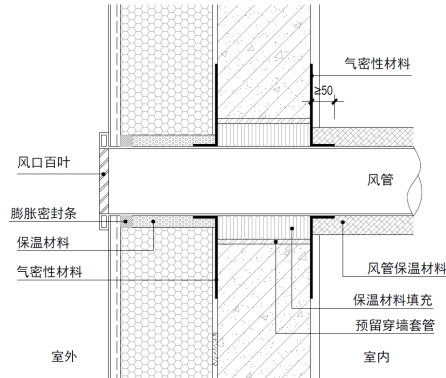 气密性材料
≥50
风口百叶
风管
膨胀密封条
保温材料
风管保温材料
气密性材料
保温材料填充
预留穿墙套管
室外
室内